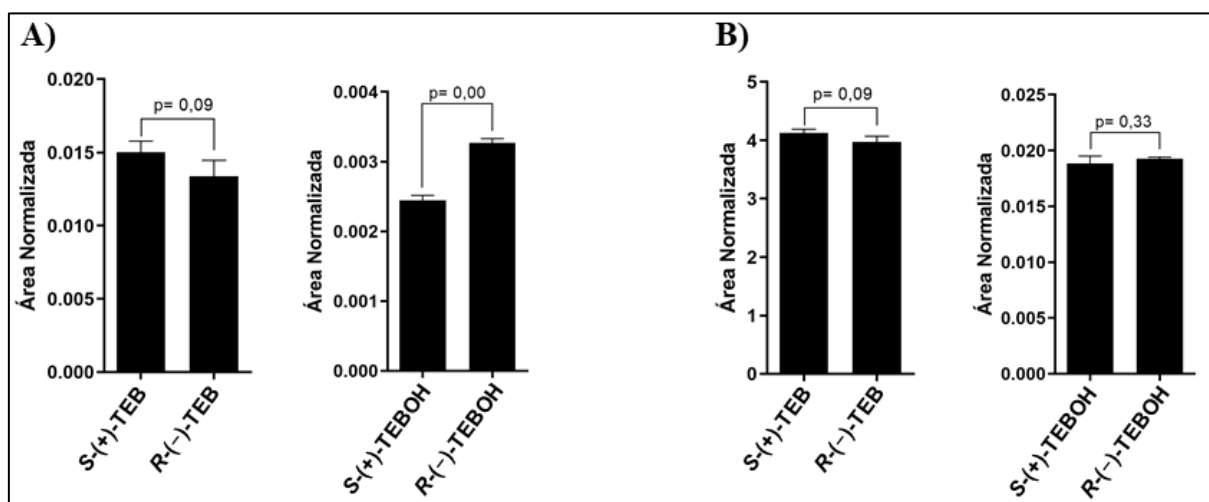 A)
B)
0.020
0.015
0.010
0.005
0.000
Área Normalizada
p= 0,09
S-(+)-TEB
R-(−)-TEB
0.004
0.003
0.002
0.001
0.000
Área Normalizada
p= 0,00
S-(+)-TEBOH
R-(−)-TEBOH
5
4
3
2
1
0
Área Normalizada
p= 0,09
S-(+)-TEB
R-(−)-TEB
0.025
0.020
0.015
0.010
0.005
0.000
Área Normalizada
p= 0,33
S-(+)-TEBOH
R-(−)-TEBOH